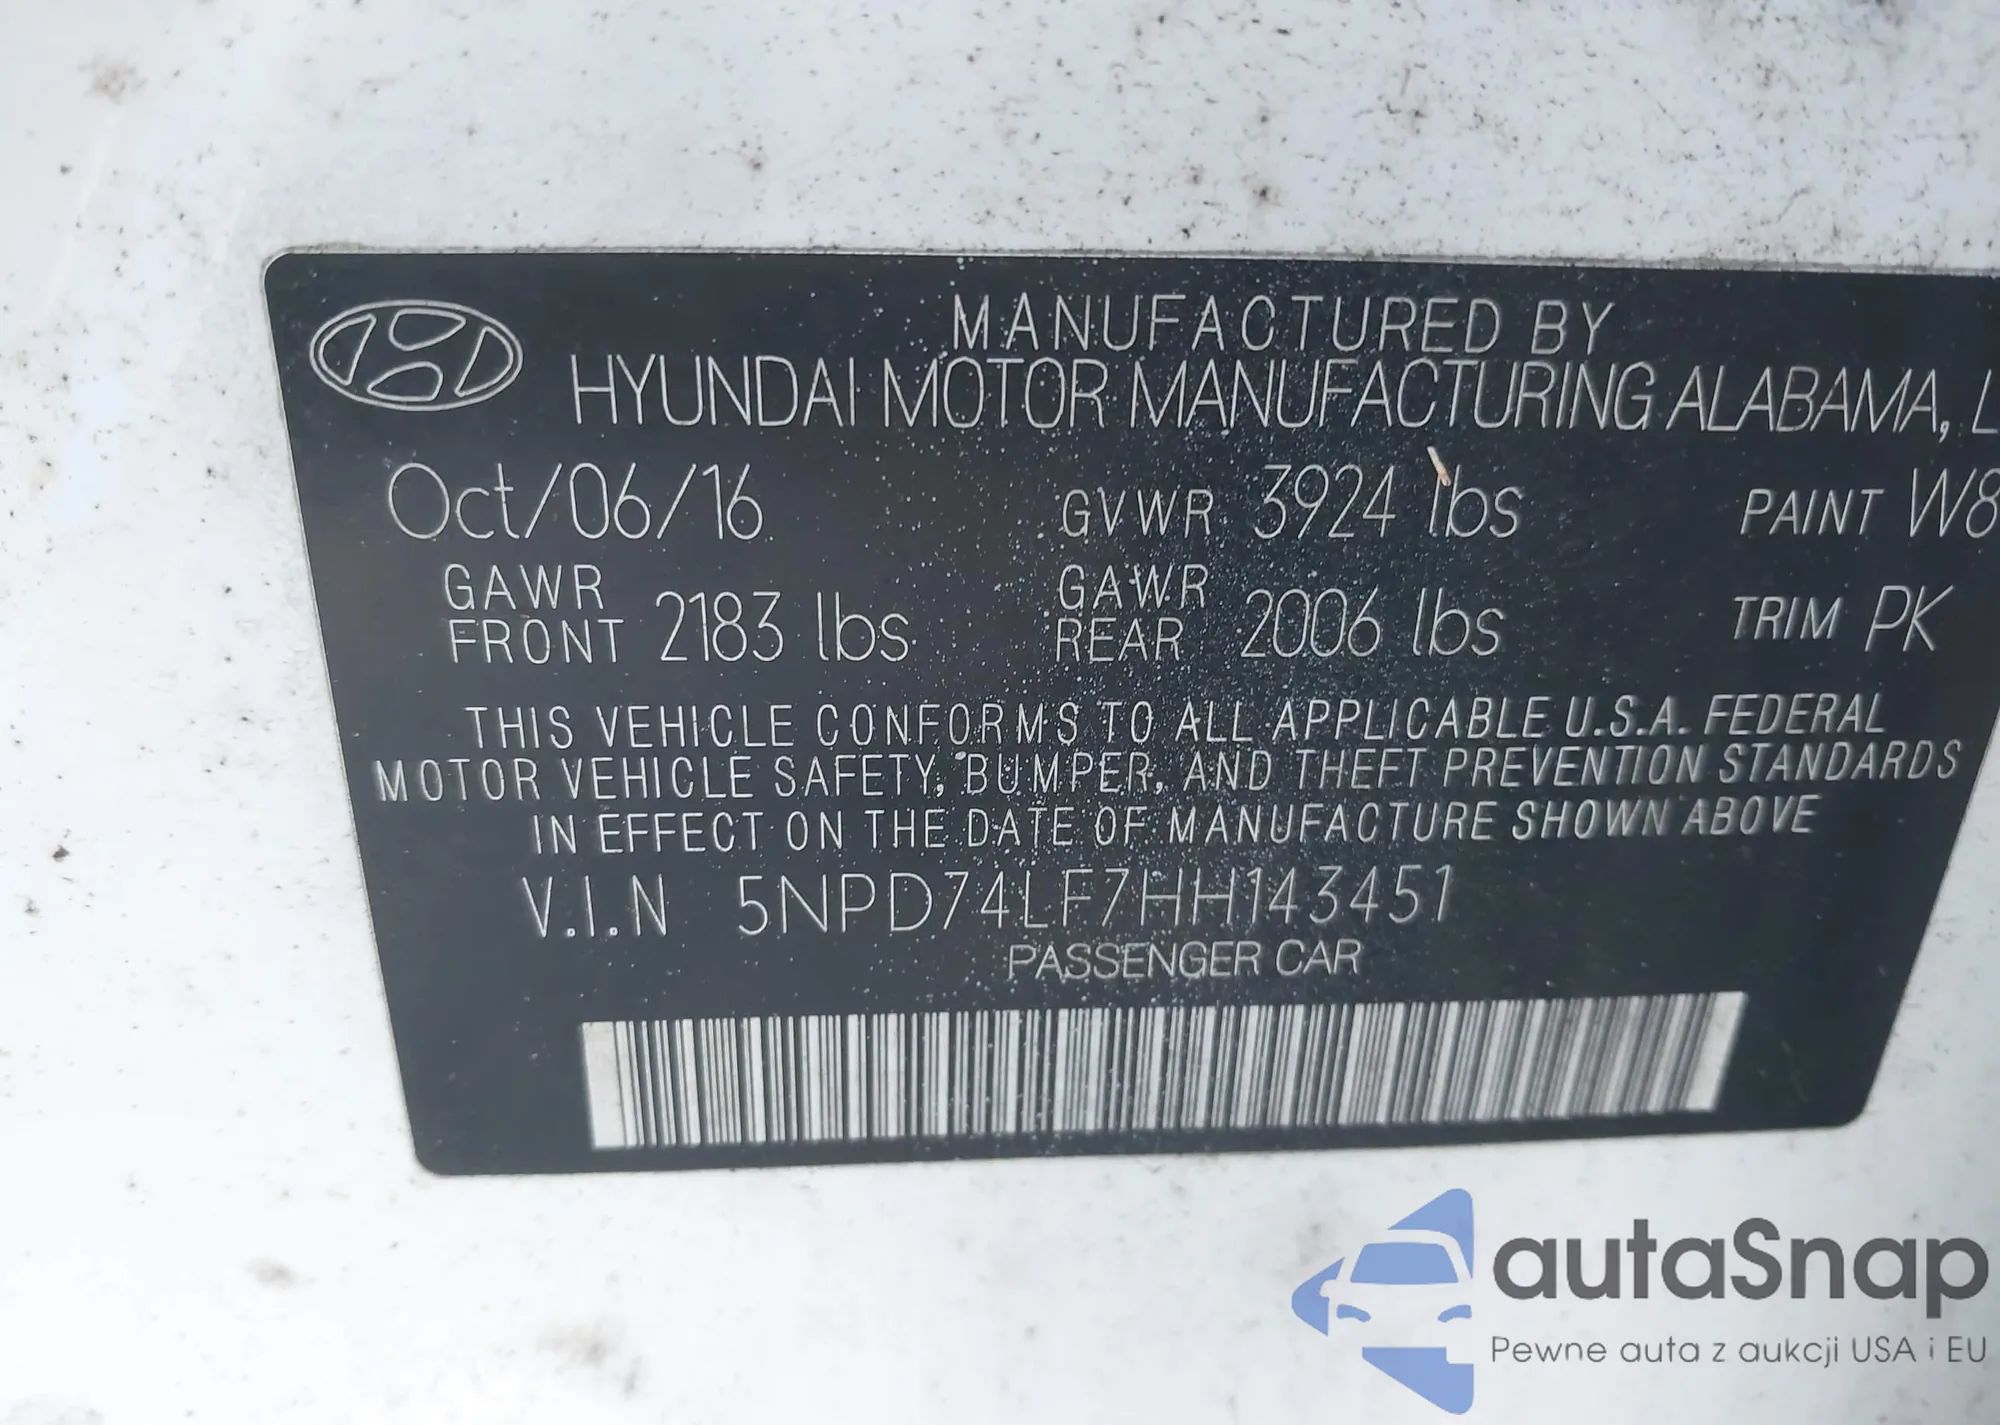 MANUFACTURED BY
HYUNDAI MOTOR MANUFACTURING ALABAMA, L
Oct/06/16 GVWR 3924 lbs PAINT W8
GAWR FRONT 2183 lbs GAWR REAR 2006 lbs TRIM PK
THIS VEHICLE CONFORMS TO ALL APPLICABLE U.S.A. FEDERAL
MOTOR VEHICLE SAFETY, BUMPER, AND THEFT PREVENTION STANDARDS
IN EFFECT ON THE DATE OF MANUFACTURE SHOWN ABOVE
V.I.N 5NPD74LF7HH143451
PASSENGER CAR
autaSnap
Pewne auta z aukcji USA i EU